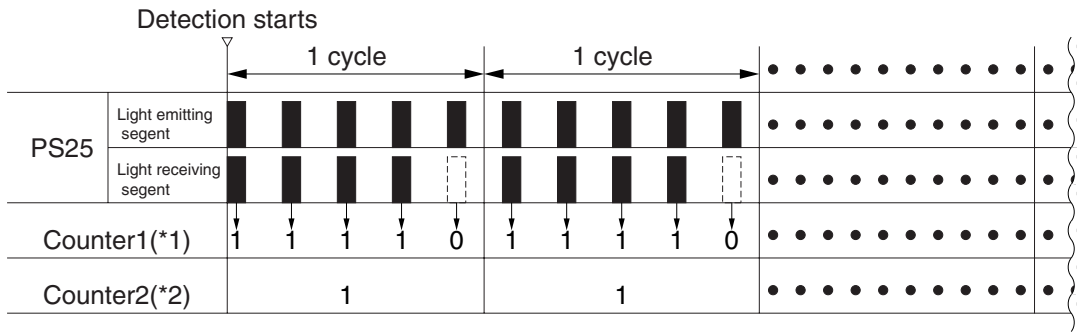 Detection starts
1 cycle 1 cycle
PS25
Light emitting
segent
Light receiving
segent
Counter1(*1) 1 1 1 1 0 1 1 1 1 0
Counter2(*2) 1 1